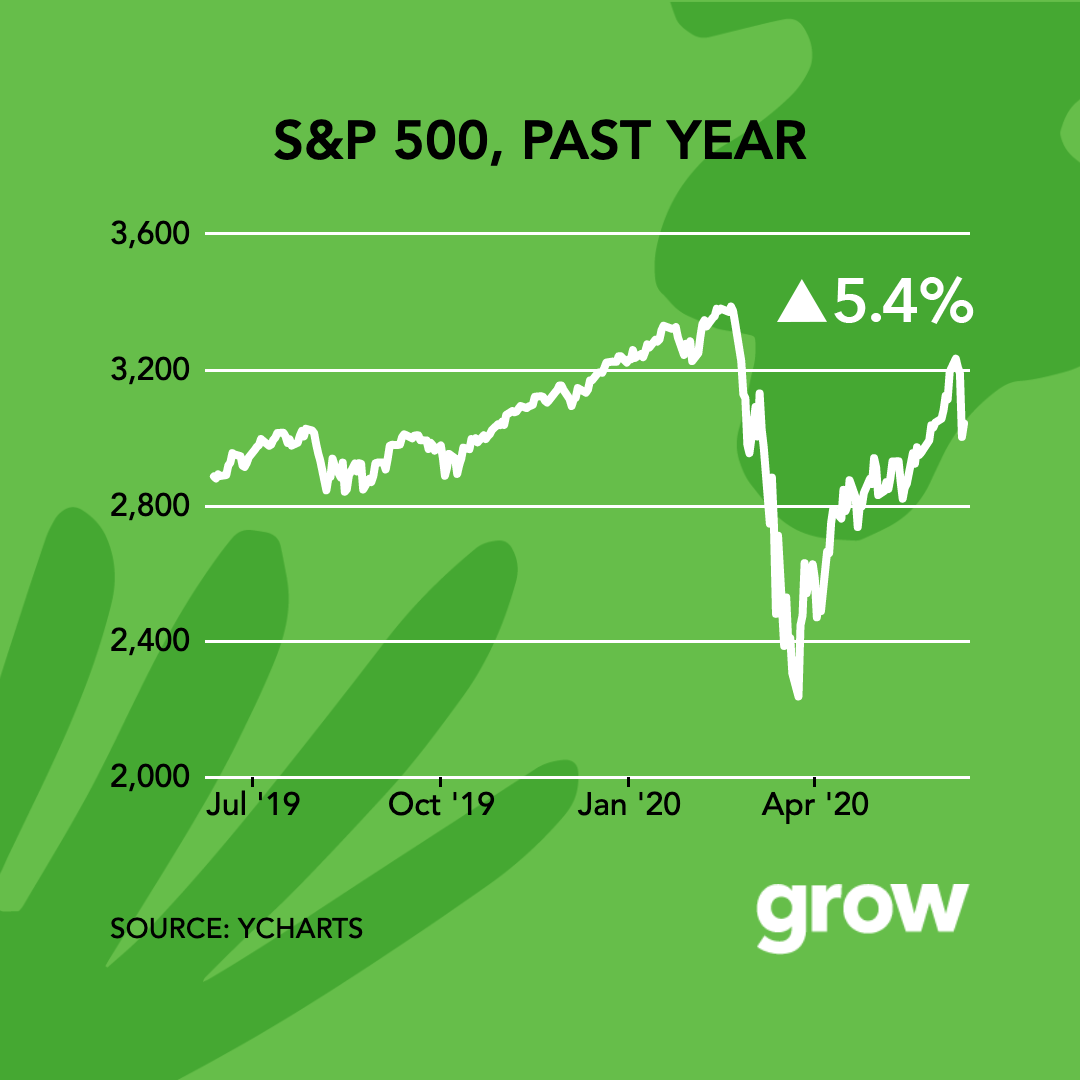 S&P 500, PAST YEAR
3,600
▲5.4%
3,200
2,800
2,400
2,000
Jul '19 Oct '19 Jan '20 Apr '20
SOURCE: YCHARTS
grow